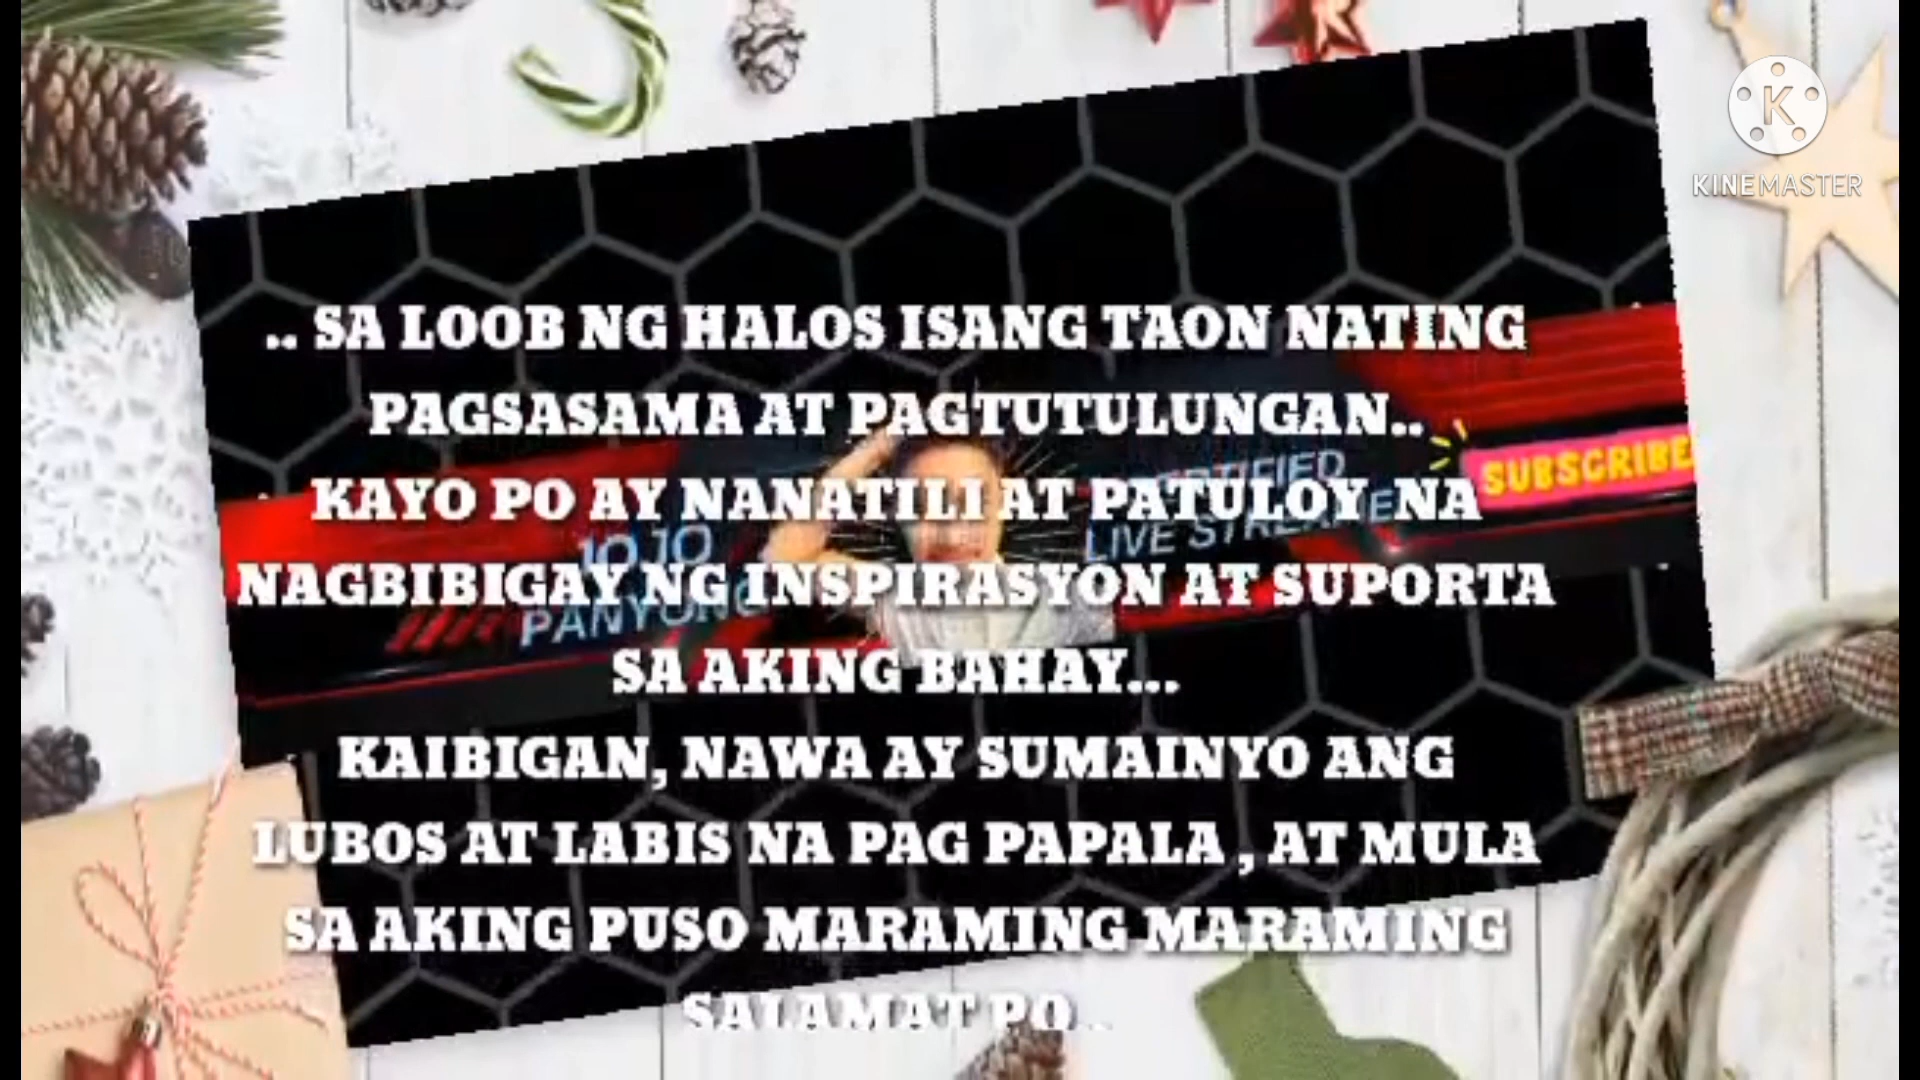 KINEMASTER
.. SA LOOB NG HALOS ISANG TAON NATING
PAGSASAMA AT PAGTUTULUNGAN..
KAYO PO AY NANATILI AT PATULOY NA
NAGBIBIGAY NG INSPIRASYON AT SUPORTA
SA AKING BAHAY...
KAIBIGAN, NAWA AY SUMAINYO ANG
LUBOS AT LABIS NA PAG PAPALA , AT MULA
SA AKING PUSO MARAMING MARAMING
SALAMAT PO..
JOJO
LIVE
SUBSCRIBE